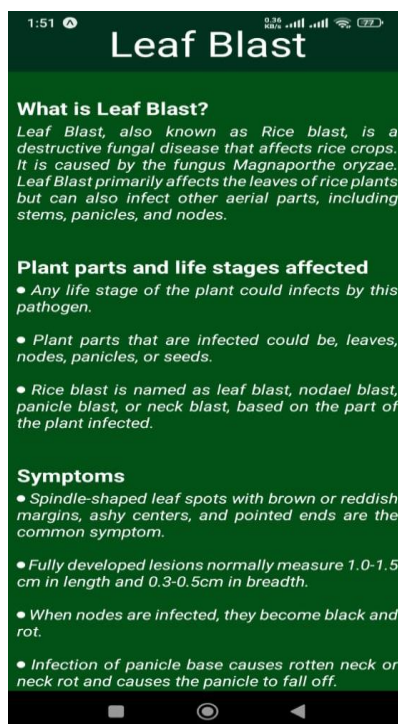 1:51
0.36
KB/s
77
Leaf Blast
What is Leaf Blast?
Leaf Blast, also known as Rice blast, is a
destructive fungal disease that affects rice crops.
It is caused by the fungus Magnaporthe oryzae.
Leaf Blast primarily affects the leaves of rice plants
but can also infect other aerial parts, including
stems, panicles, and nodes.
Plant parts and life stages affected
● Any life stage of the plant could infects by this
pathogen.
● Plant parts that are infected could be, leaves,
nodes, panicles, or seeds.
● Rice blast is named as leaf blast, nodael blast,
panicle blast, or neck blast, based on the part of
the plant infected.
Symptoms
● Spindle-shaped leaf spots with brown or reddish
margins, ashy centers, and pointed ends are the
common symptom.
● Fully developed lesions normally measure 1.0-1.5
cm in length and 0.3-0.5cm in breadth.
● When nodes are infected, they become black and
rot.
● Infection of panicle base causes rotten neck or
neck rot and causes the panicle to fall off.